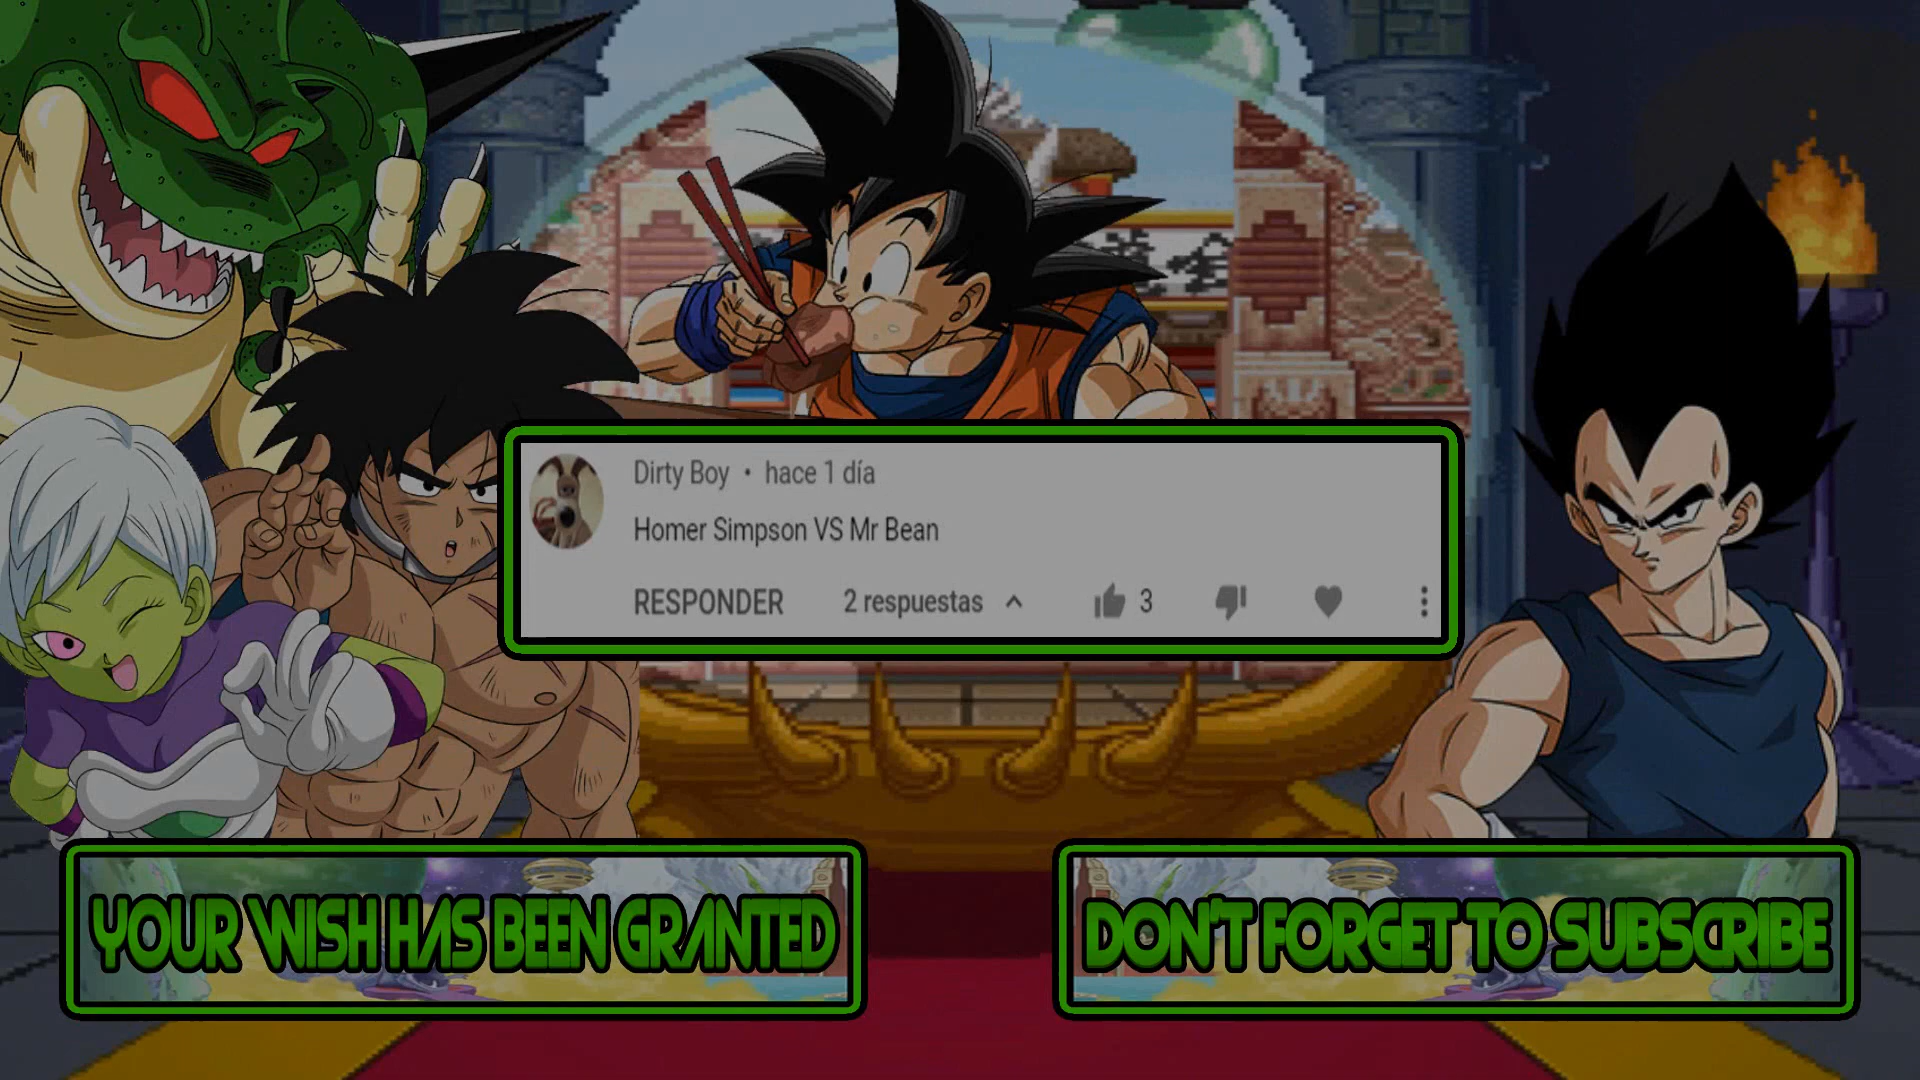 Dirty Boy • hace 1 día
Homer Simpson VS Mr Bean
RESPONDER 2 respuestas 3
YOUR WISH HAS BEEN GRANTED
DON'T FORGET TO SUBSCRIBE